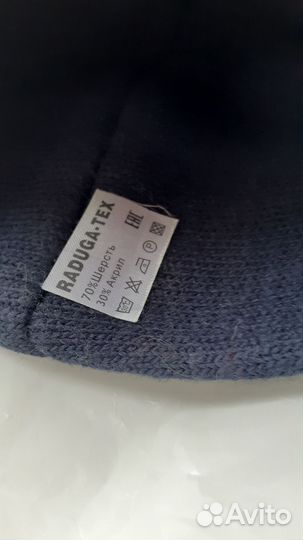 RADUGA-TEX
70%Шерсть
30% Акрил
EAC
Avito